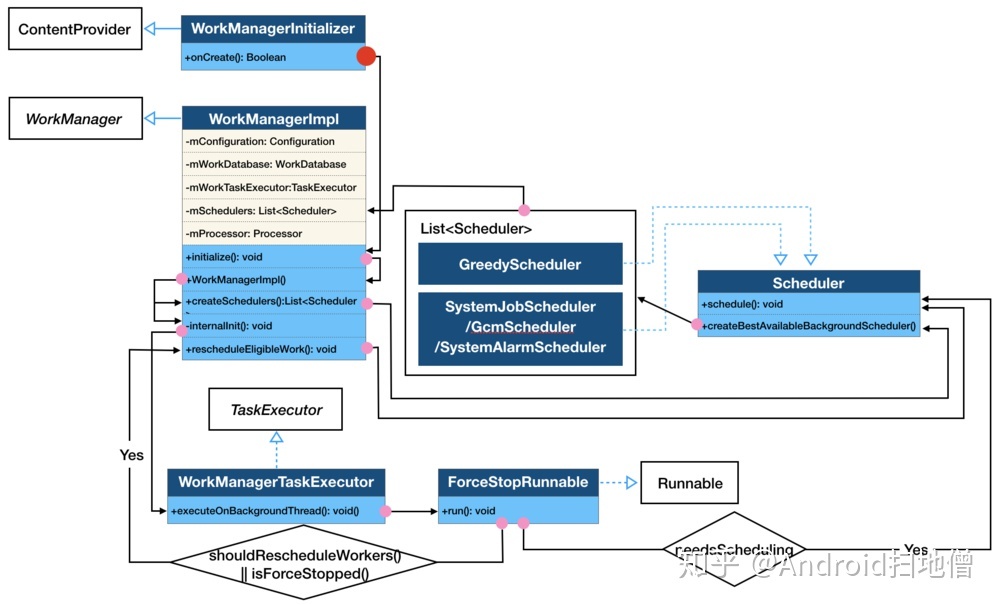 ContentProvider
WorkManagerInitializer
+onCreate(): Boolean
WorkManager
WorkManagerImpl
-mConfiguration: Configuration
-mWorkDatabase: WorkDatabase
-mWorkTaskExecutor:TaskExecutor
-mSchedulers: List<Scheduler>
-mProcessor: Processor
+initialize(): void
+WorkManagerImpl()
+createSchedulers():List<Scheduler
-internalInit(): void
+rescheduleEligibleWork(): void
List<Scheduler>
GreedyScheduler
SystemJobScheduler
/GcmScheduler
/SystemAlarmScheduler
Scheduler
+schedule(): void
+createBestAvailableBackgroundScheduler()
TaskExecutor
Yes
WorkManagerTaskExecutor
+executeOnBackgroundThread(): void()
ForceStopRunnable
+run(): void
Runnable
shouldRescheduleWorkers()
|| isForceStopped()
needsScheduling
Yes
知乎 @Android扫地僧